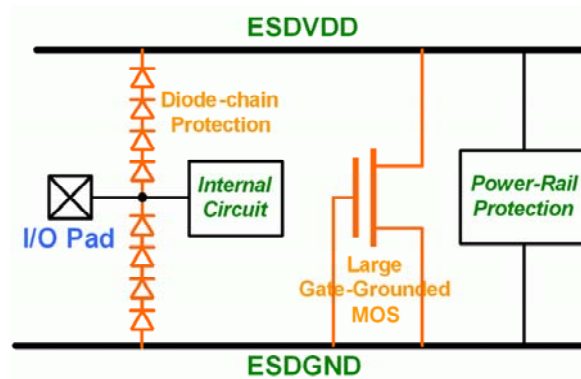 ESDVDD
Diode-chain
Protection
Internal
Circuit
I/O Pad
Power-Rail
Protection
Large
Gate-Grounded
MOS
ESDGND